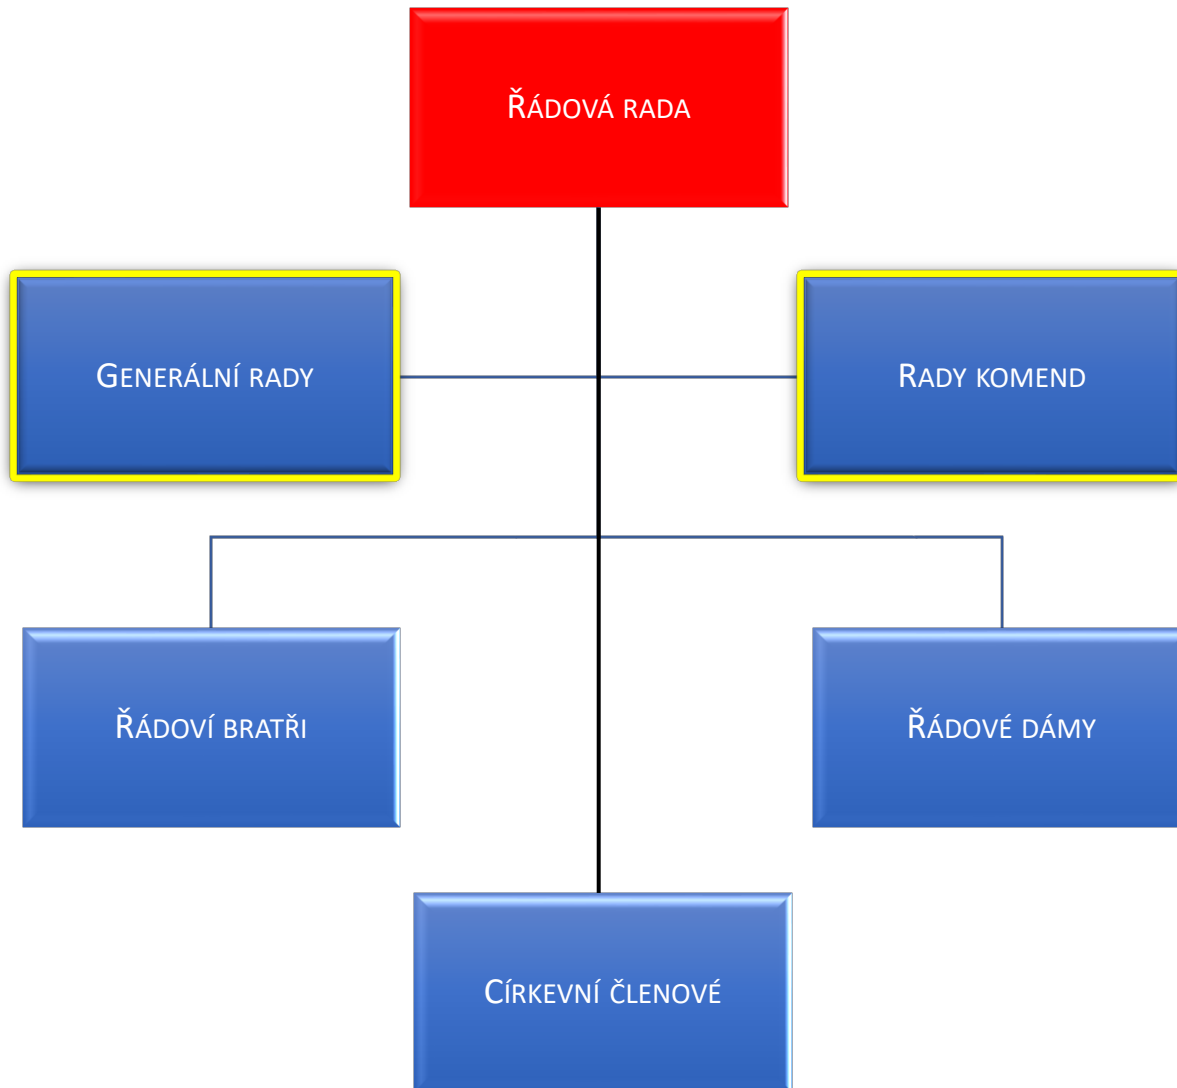 Řádová rada
Generální rady
Rady komend
Řádoví bratři
Řádové dámy
Církevní členové